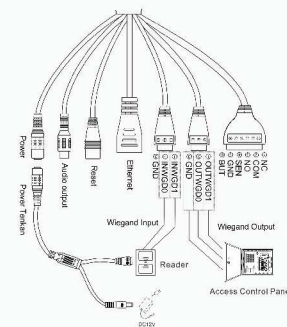 Power
Audio output
Reset
Ethernet
GND
INWGD0
INWGD1
GND
OUTWGD0
OUTWGD1
BUT
GND
SEN
NO
COM
NC
Power Tenkan
Wiegand Input
Wiegand Output
Reader
Access Control Pane
DC12v